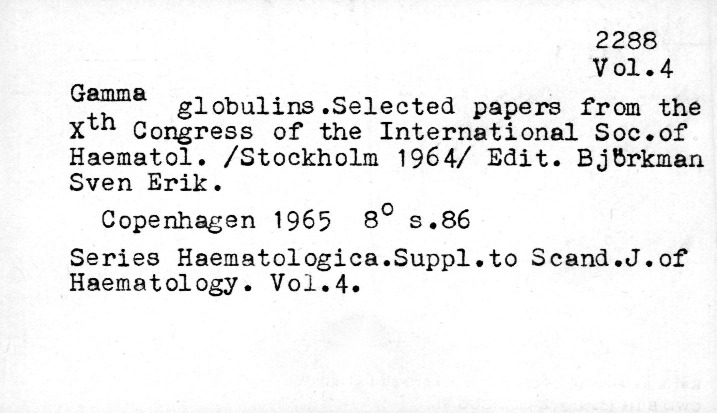 2288
Vol.4
Gamma globulins.Selected papers from the
Xth Congress of the International Soc.of
Haematol. /Stockholm 1964/ Edit. Björkman
Sven Erik.
Copenhagen 1965 8° s.86
Series Haematologica.Suppl.to Scand.J.of
Haematology. Vol.4.